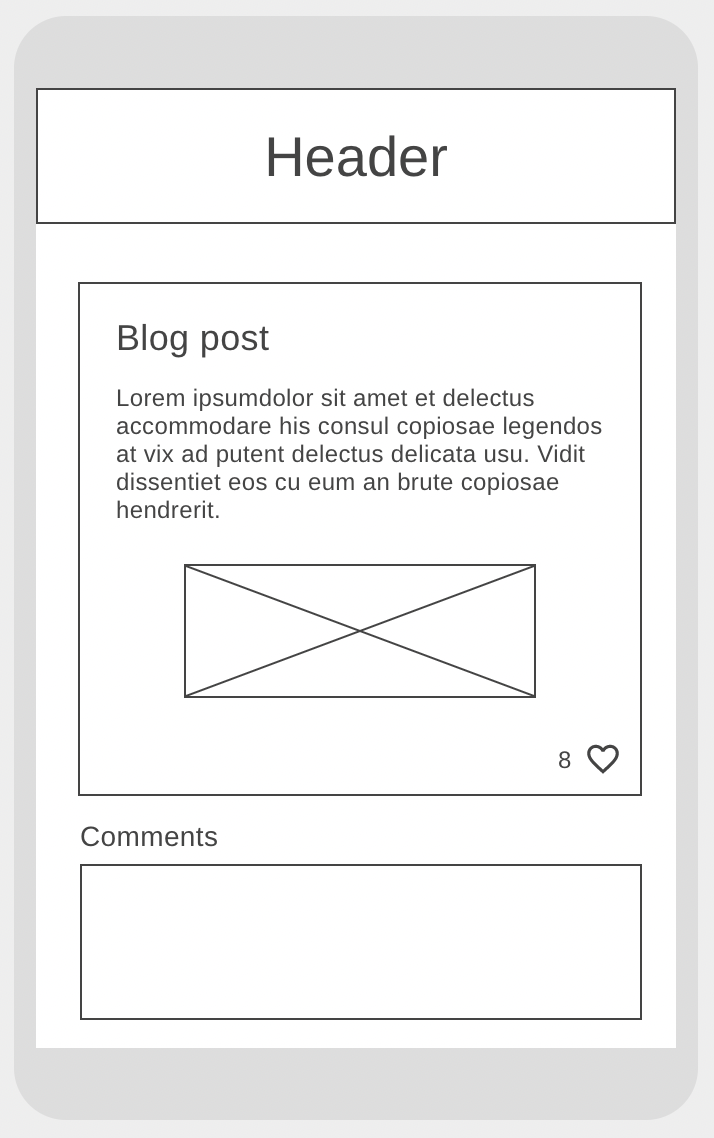 Header
Blog post
Lorem ipsumdolor sit amet et delectus
accommodare his consul copiosae legendos
at vix ad putent delectus delicata usu. Vidit
dissentiet eos cu eum an brute copiosae
hendrerit.
8
Comments